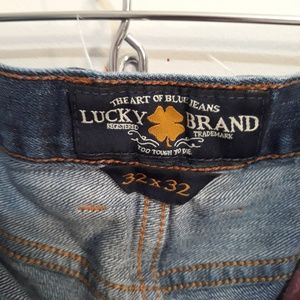 THE ART OF BLUE JEANS
LUCKY BRAND
REGISTERED TRADEMARK
TOO TOUGH TO DIE
32 x 32